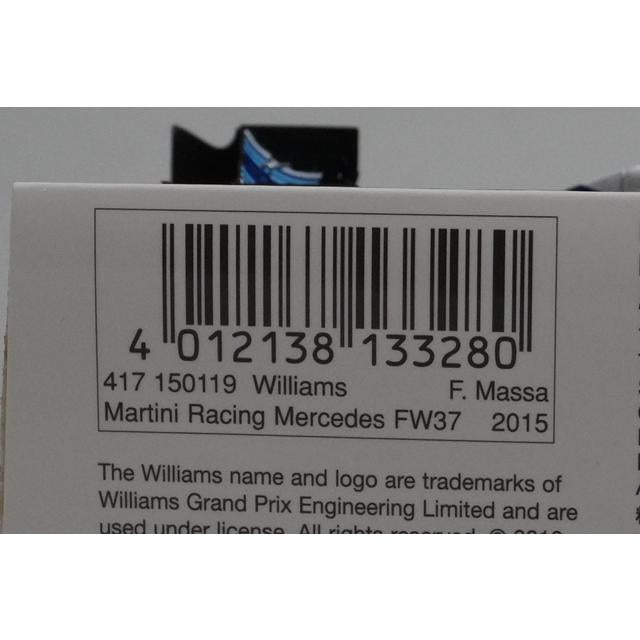 4 012138 133280
417 150119 Williams F. Massa
Martini Racing Mercedes FW37 2015
The Williams name and logo are trademarks of
Williams Grand Prix Engineering Limited and are
used under license. All rights reserved. ©